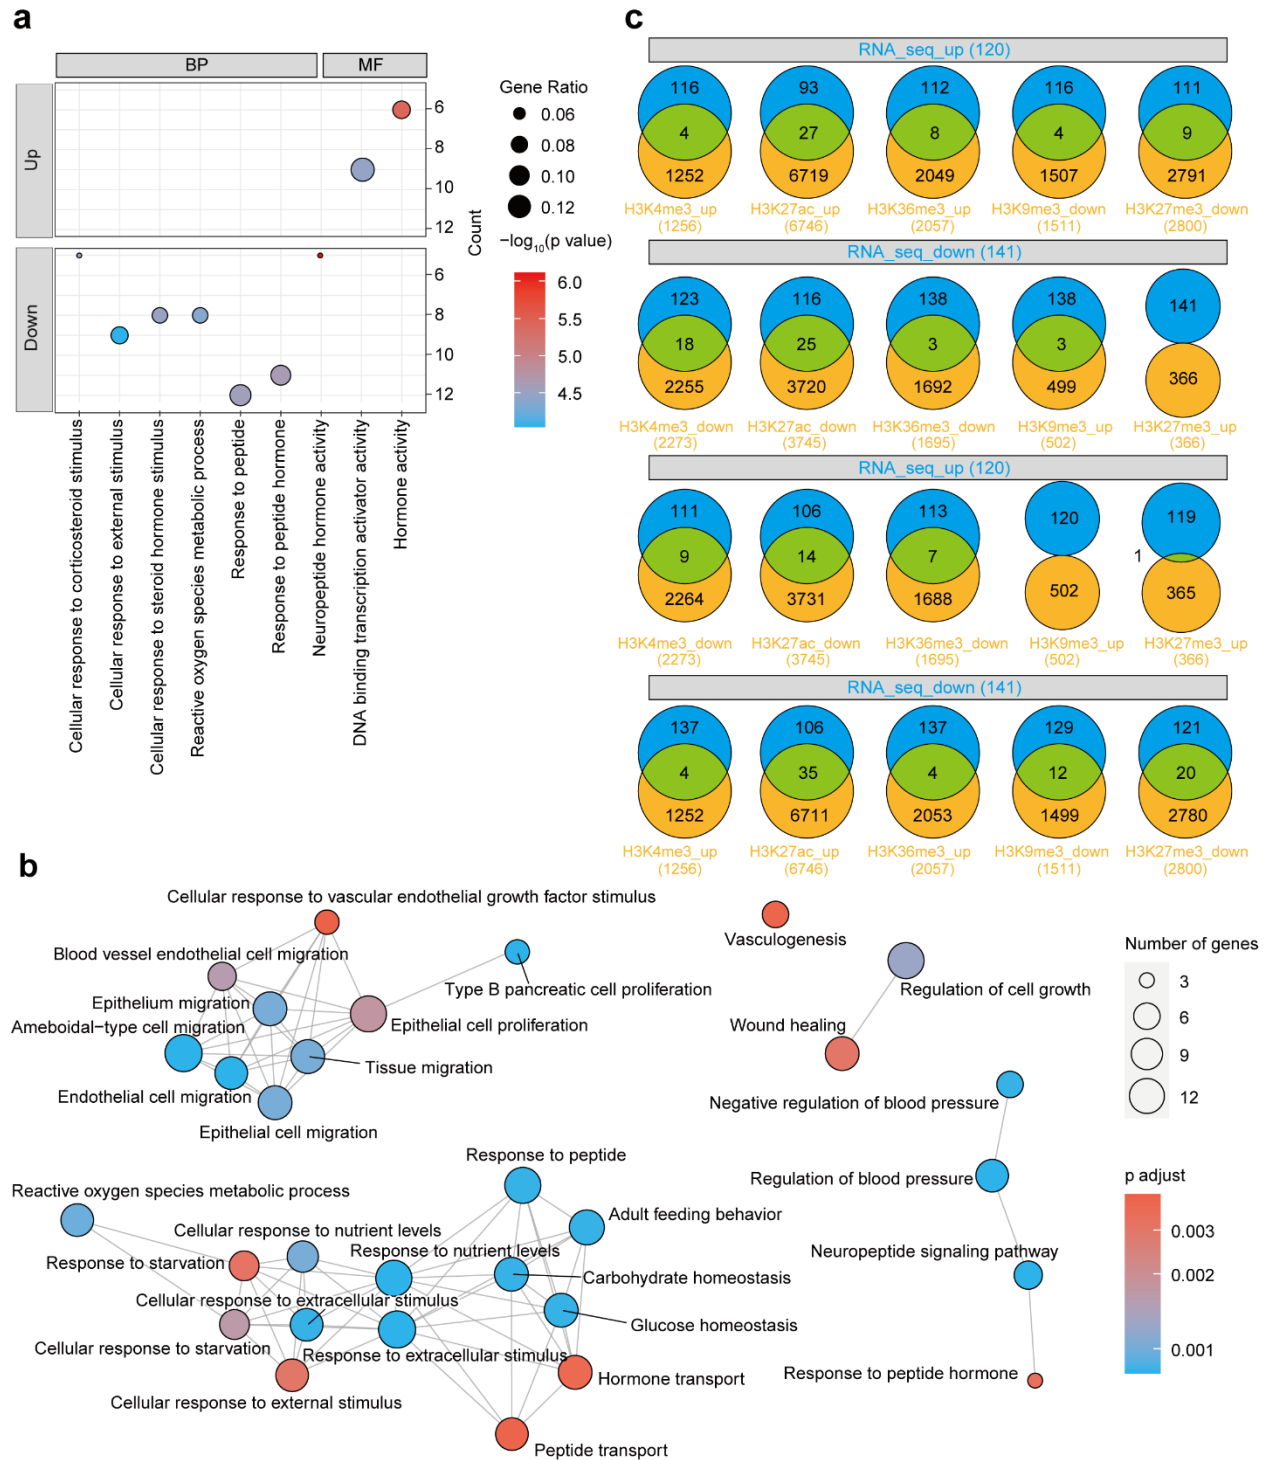 a
BP
MF
Up
Down
6
8
10
12
6
8
10
12
Count
Cellular response to corticosteroid stimulus
Cellular response to external stimulus
Cellular response to steroid hormone stimulus
Reactive oxygen species metabolic process
Response to peptide
Response to peptide hormone
Neuropeptide hormone activity
DNA binding transcription activator activity
Hormone activity
Gene Ratio
0.06
0.08
0.10
0.12
−log10(p value)
6.0
5.5
5.0
4.5
c
RNA_seq_up (120)
116 93 112 116 111
4 27 8 4 9
1252 6719 2049 1507 2791
H3K4me3_up H3K27ac_up H3K36me3_up H3K9me3_down H3K27me3_down
(1256) (6746) (2057) (1511) (2800)
RNA_seq_down (141)
123 116 138 138 141
18 25 3 3
2255 3720 1692 499 366
H3K4me3_down H3K27ac_down H3K36me3_down H3K9me3_up H3K27me3_up
(2273) (3745) (1695) (502) (366)
RNA_seq_up (120)
111 106 113 120 119
9 14 7 1
2264 3731 1688 502 365
H3K4me3_down H3K27ac_down H3K36me3_down H3K9me3_up H3K27me3_up
(2273) (3745) (1695) (502) (366)
RNA_seq_down (141)
137 106 137 129 121
4 35 4 12 20
1252 6711 2053 1499 2780
H3K4me3_up H3K27ac_up H3K36me3_up H3K9me3_down H3K27me3_down
(1256) (6746) (2057) (1511) (2800)
b
Cellular response to vascular endothelial growth factor stimulus
Blood vessel endothelial cell migration
Type B pancreatic cell proliferation
Epithelium migration
Ameboidal−type cell migration
Epithelial cell proliferation
Tissue migration
Endothelial cell migration
Epithelial cell migration
Vasculogenesis
Regulation of cell growth
Wound healing
Negative regulation of blood pressure
Regulation of blood pressure
Neuropeptide signaling pathway
Response to peptide hormone
Response to peptide
Reactive oxygen species metabolic process
Adult feeding behavior
Cellular response to nutrient levels
Response to nutrient levels
Response to starvation
Carbohydrate homeostasis
Cellular response to extracellular stimulus
Glucose homeostasis
Cellular response to starvation
Response to extracellular stimulus
Hormone transport
Cellular response to external stimulus
Peptide transport
Number of genes
3
6
9
12
p adjust
0.003
0.002
0.001